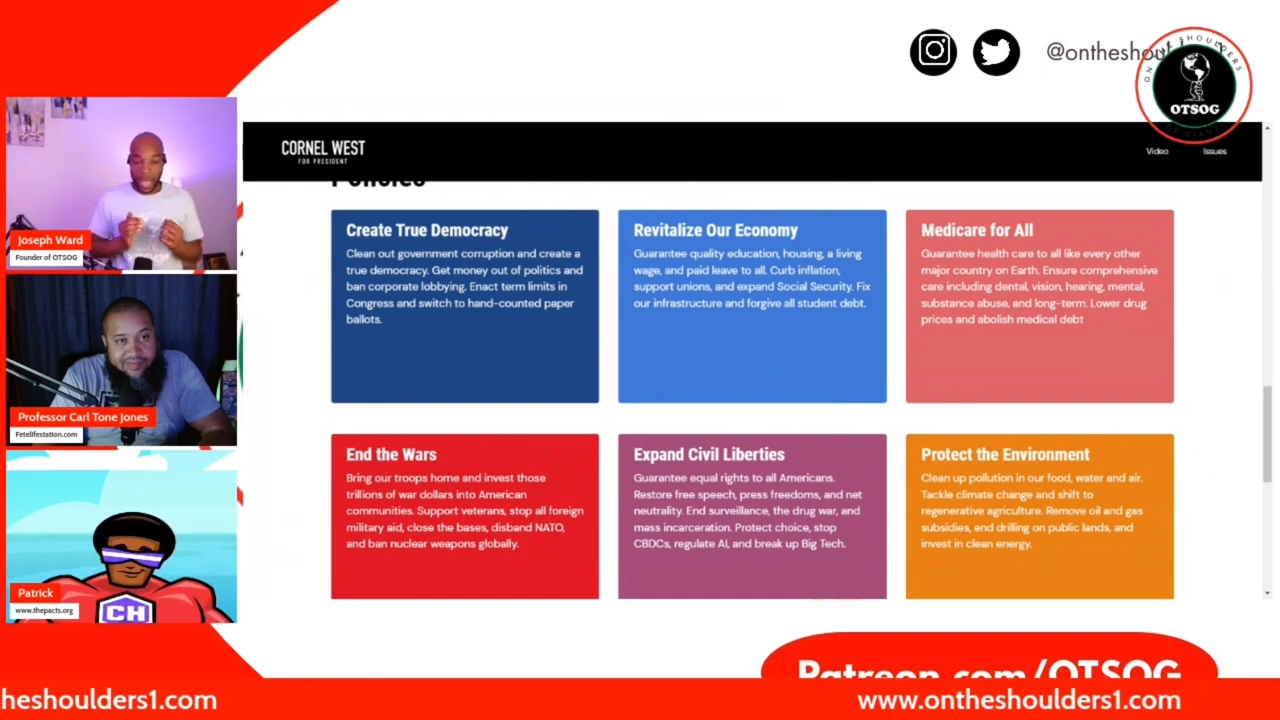 @ontheshoul
ON THE SHOULDERS
OF GIANTS
OTSOG
CORNEL WEST
FOR PRESIDENT
Video
Issues
Policies
Create True Democracy
Clean out government corruption and create a
true democracy. Get money out of politics and
ban corporate lobbying. Enact term limits in
Congress and switch to hand-counted paper
ballots.
Revitalize Our Economy
Guarantee quality education, housing, a living
wage, and paid leave to all. Curb inflation,
support unions, and expand Social Security. Fix
our infrastructure and forgive all student debt.
Medicare for All
Guarantee health care to all like every other
major country on Earth. Ensure comprehensive
care including dental, vision, hearing, mental,
substance abuse, and long-term. Lower drug
prices and abolish medical debt
End the Wars
Bring our troops home and invest those
trillions of war dollars into American
communities. Support veterans, stop all foreign
military aid, close the bases, disband NATO,
and ban nuclear weapons globally.
Expand Civil Liberties
Guarantee equal rights to all Americans.
Restore free speech, press freedoms, and net
neutrality. End surveillance, the drug war, and
mass incarceration. Protect choice, stop
CBDCs, regulate AI, and break up Big Tech.
Protect the Environment
Clean up pollution in our food, water and air.
Tackle climate change and shift to
regenerative agriculture. Remove oil and gas
subsidies, end drilling on public lands, and
invest in clean energy.
Joseph Ward
Founder of OTSOG
Professor Carl Tone Jones
Fetelifestation.com
Patrick
www.thepacts.org
CH
Patreon.com/OTSOG
heshoulders1.com
www.ontheshoulders1.com